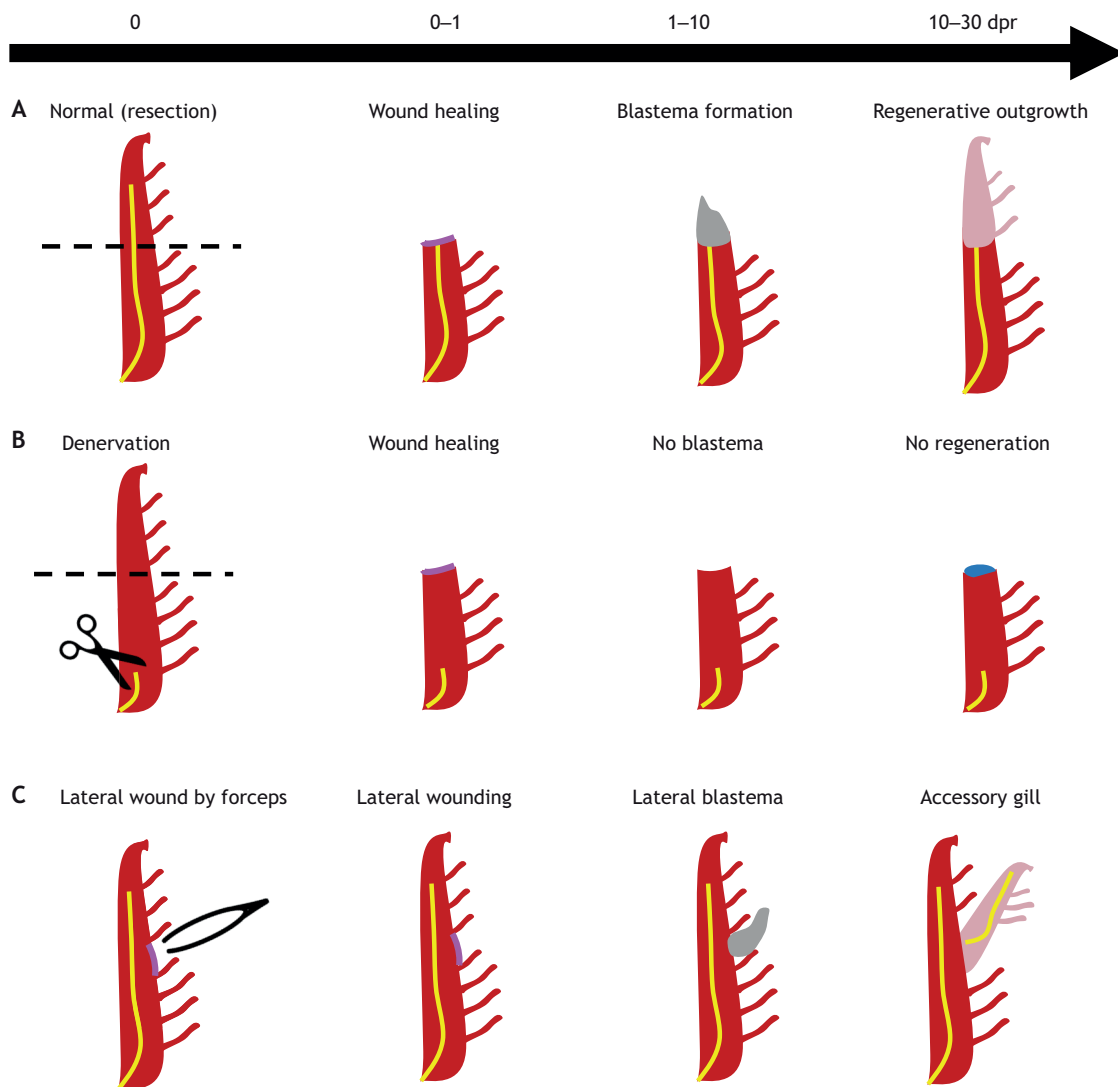 0 0–1 1–10 10–30 dpr
A Normal (resection) Wound healing Blastema formation Regenerative outgrowth
B Denervation Wound healing No blastema No regeneration
C Lateral wound by forceps Lateral wounding Lateral blastema Accessory gill